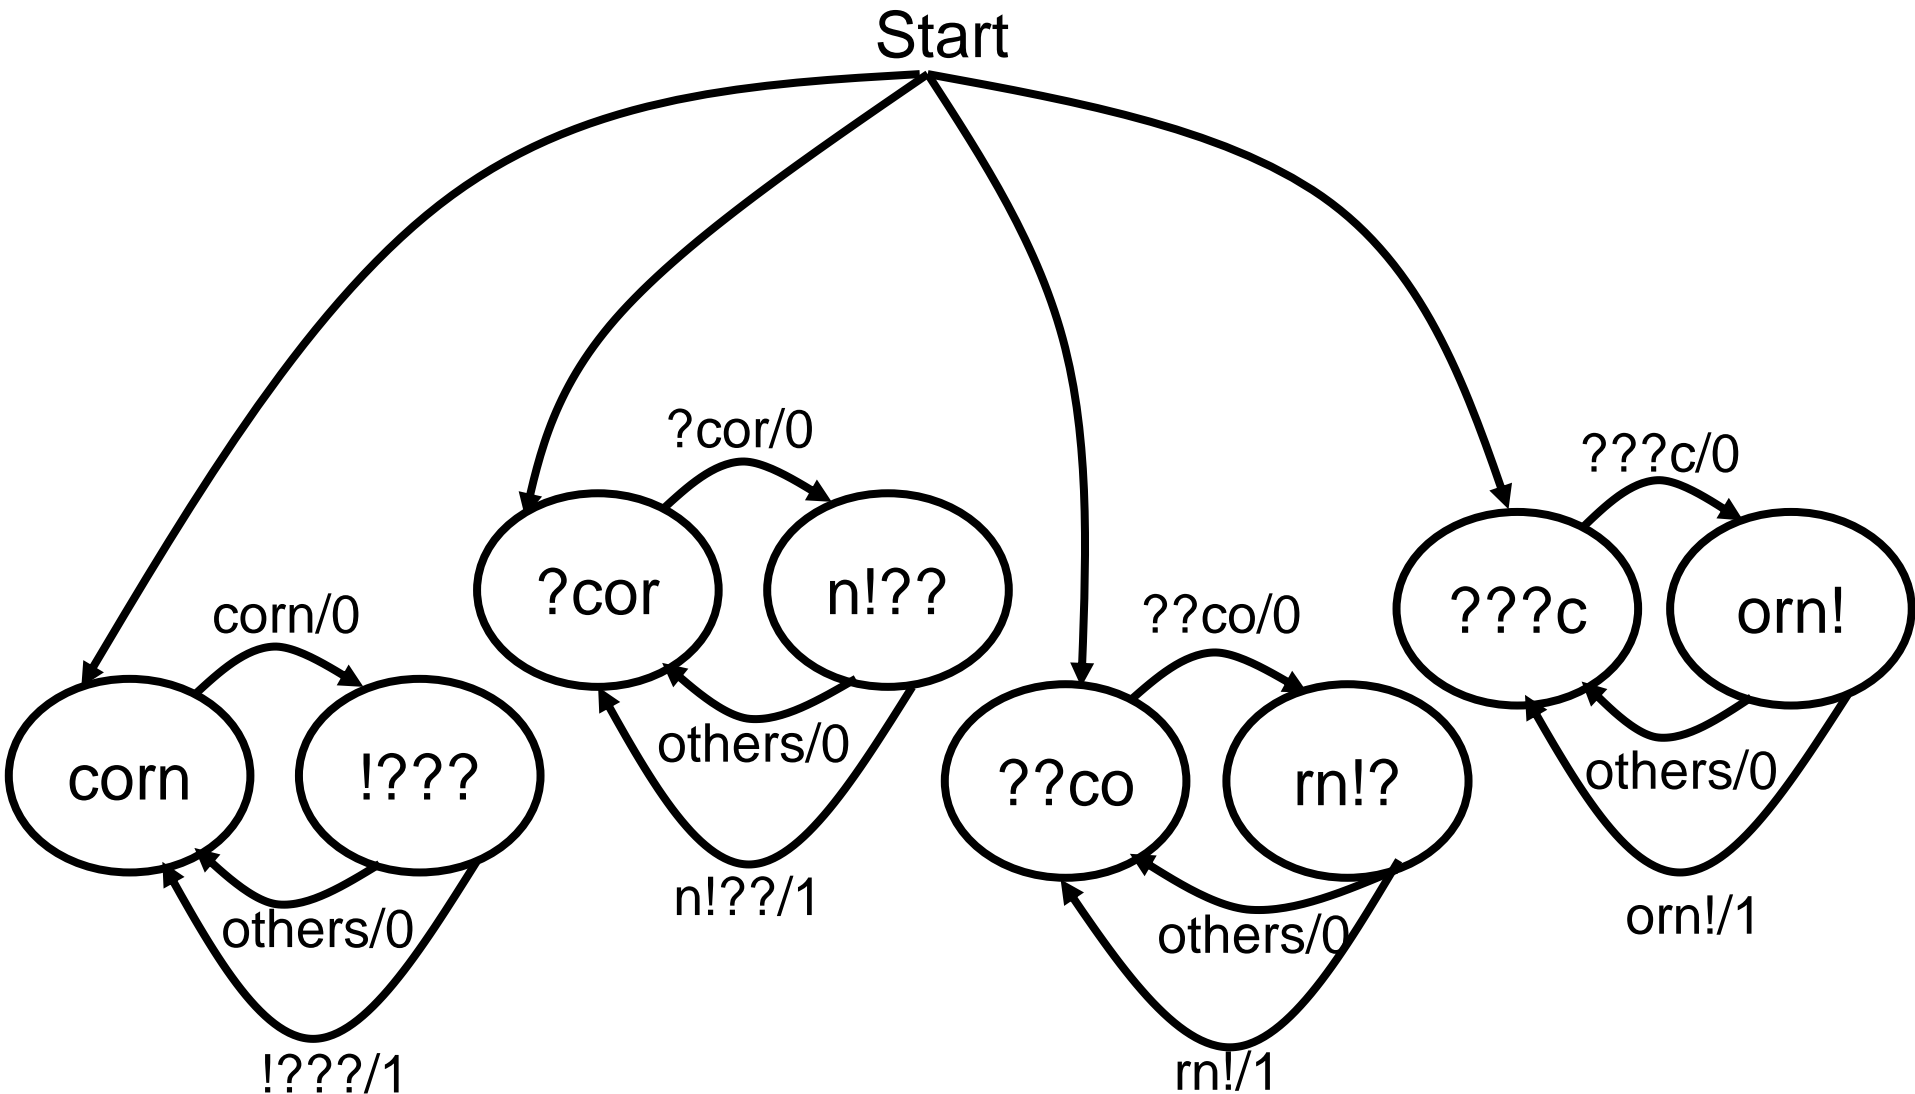 Start
?cor/0
???c/0
?cor
n!??
???c
orn!
corn/0
??co/0
others/0
others/0
corn
!???
??co
rn!?
n!??/1
orn!/1
others/0
others/0
!???/1
rn!/1